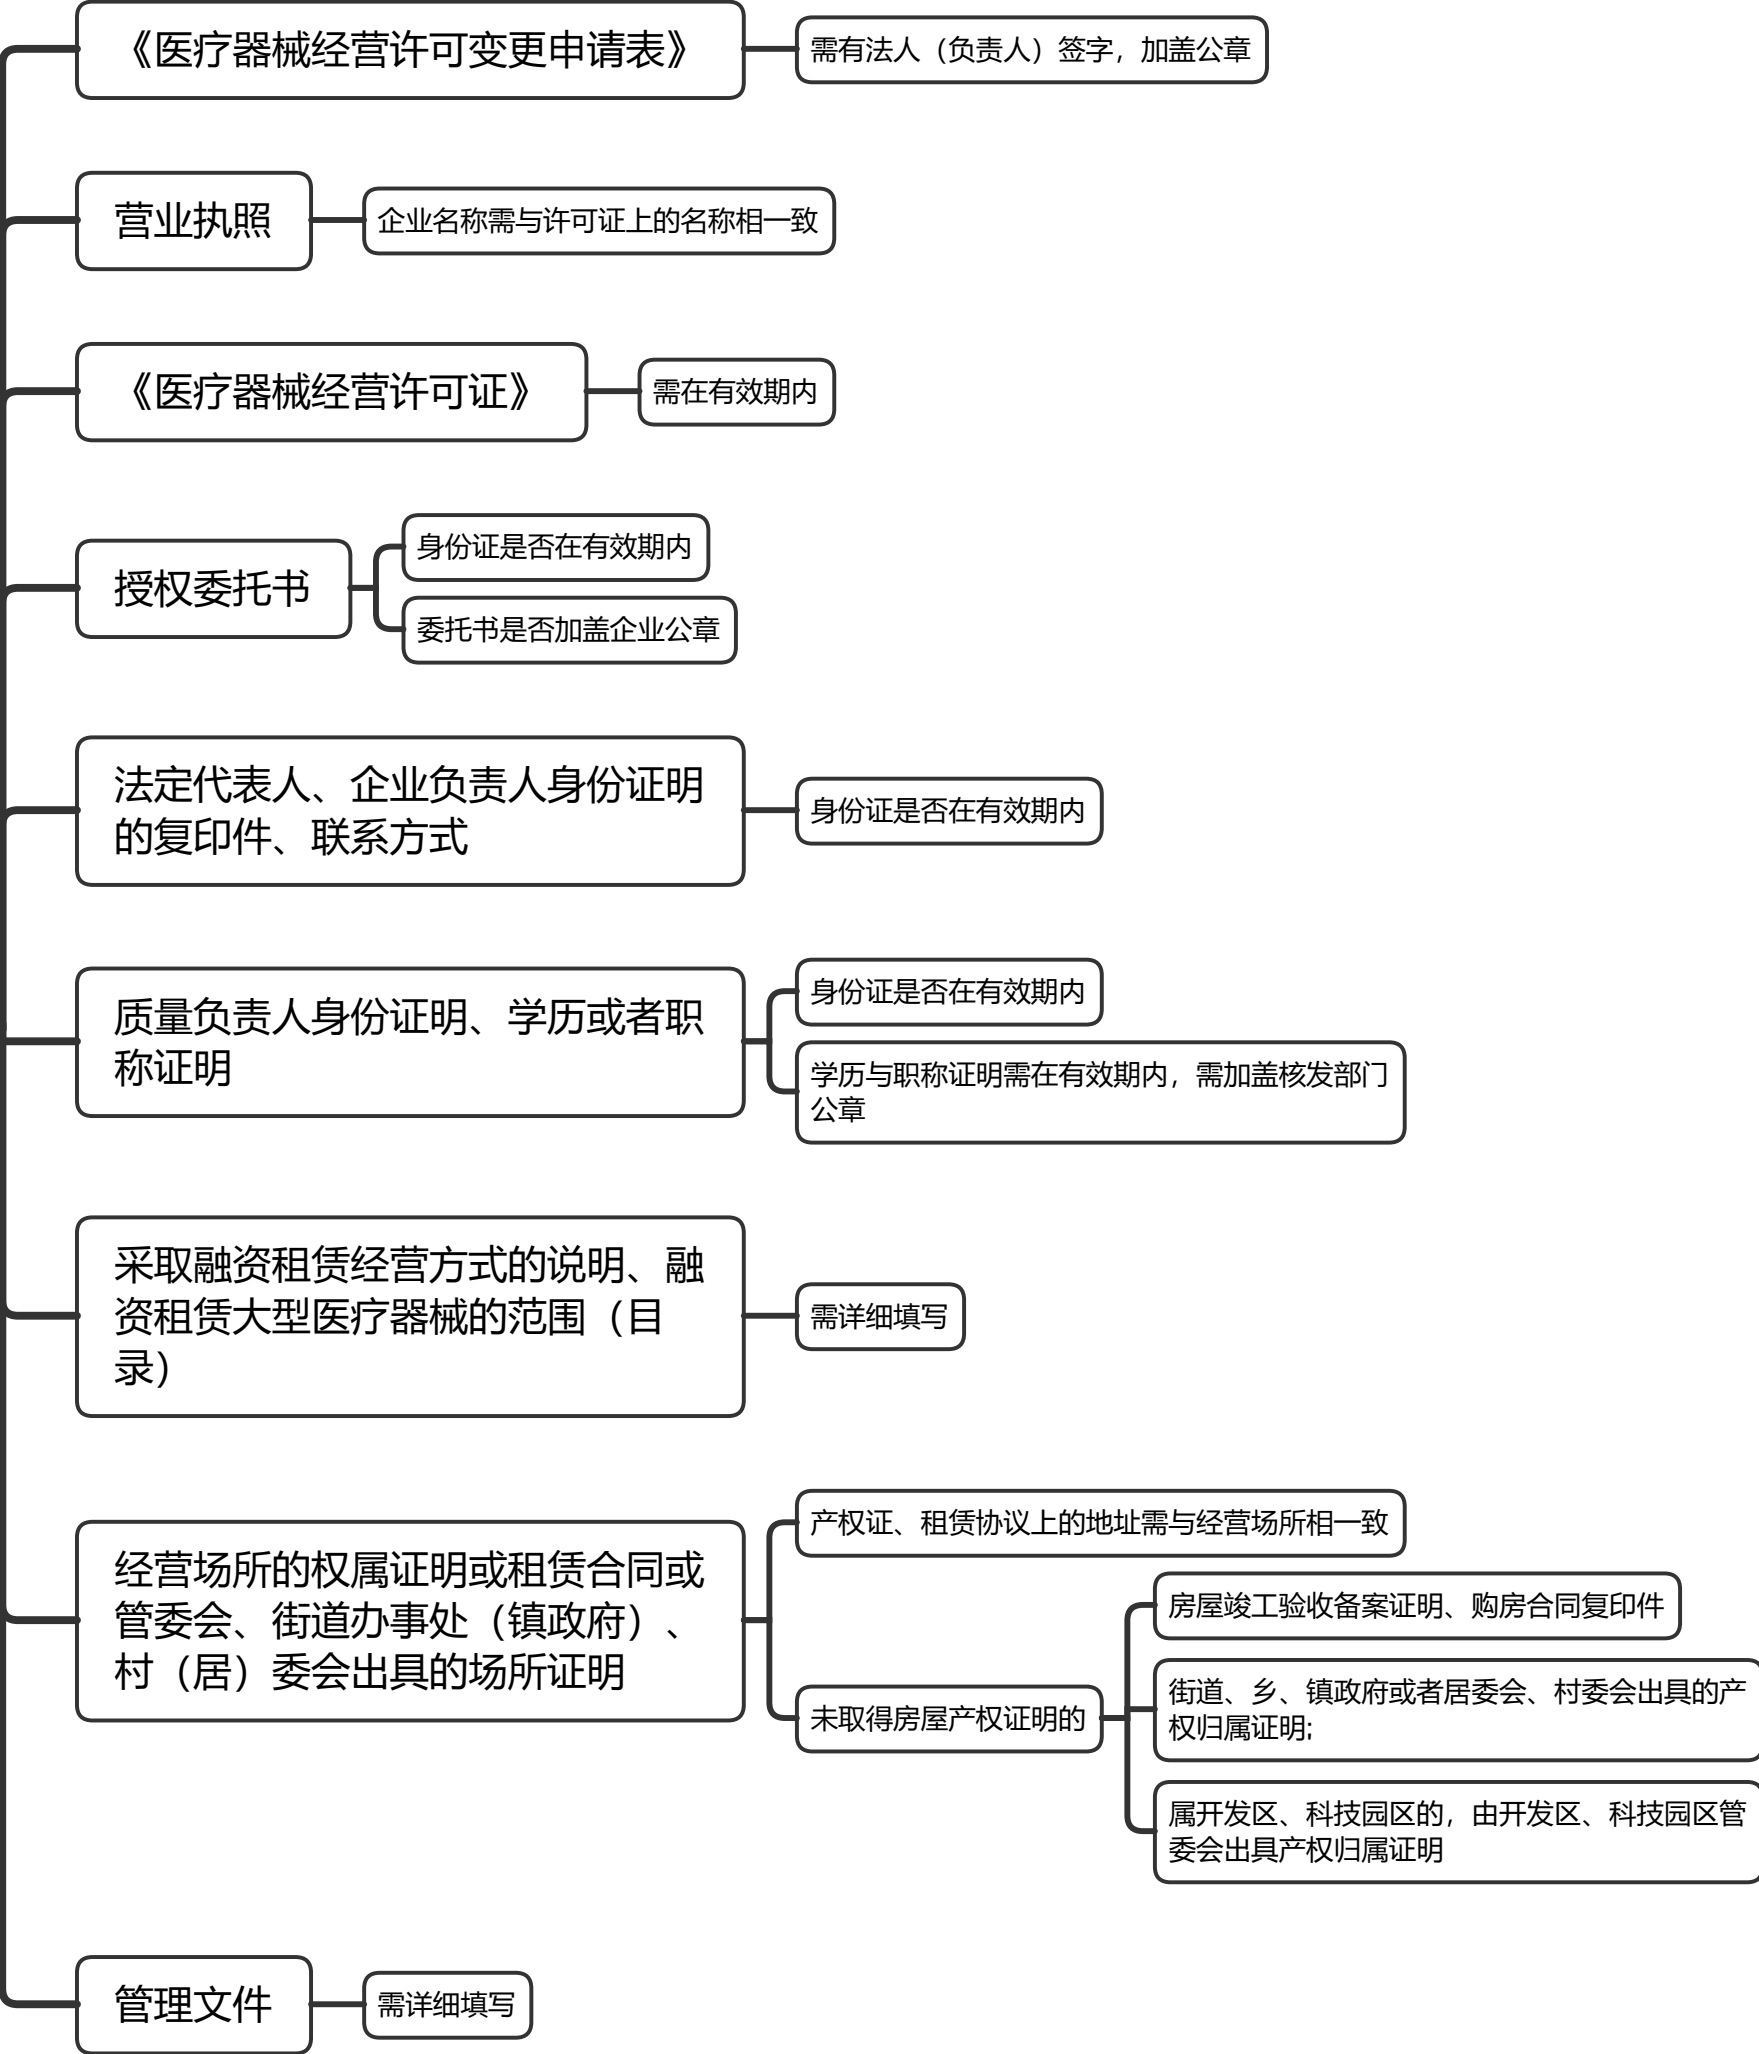 《医疗器械经营许可变更申请表》
需有法人（负责人）签字，加盖公章
营业执照
企业名称需与许可证上的名称相一致
《医疗器械经营许可证》
需在有效期内
授权委托书
身份证是否在有效期内
委托书是否加盖企业公章
法定代表人、企业负责人身份证明
的复印件、联系方式
身份证是否在有效期内
质量负责人身份证明、学历或者职
称证明
身份证是否在有效期内
学历与职称证明需在有效期内，需加盖核发部门
公章
采取融资租赁经营方式的说明、融
资租赁大型医疗器械的范围（目
录）
需详细填写
经营场所的权属证明或租赁合同或
管委会、街道办事处（镇政府）、
村（居）委会出具的场所证明
产权证、租赁协议上的地址需与经营场所相一致
未取得房屋产权证明的
房屋竣工验收备案证明、购房合同复印件
街道、乡、镇政府或者居委会、村委会出具的产
权归属证明;
属开发区、科技园区的，由开发区、科技园区管
委会出具产权归属证明
管理文件
需详细填写